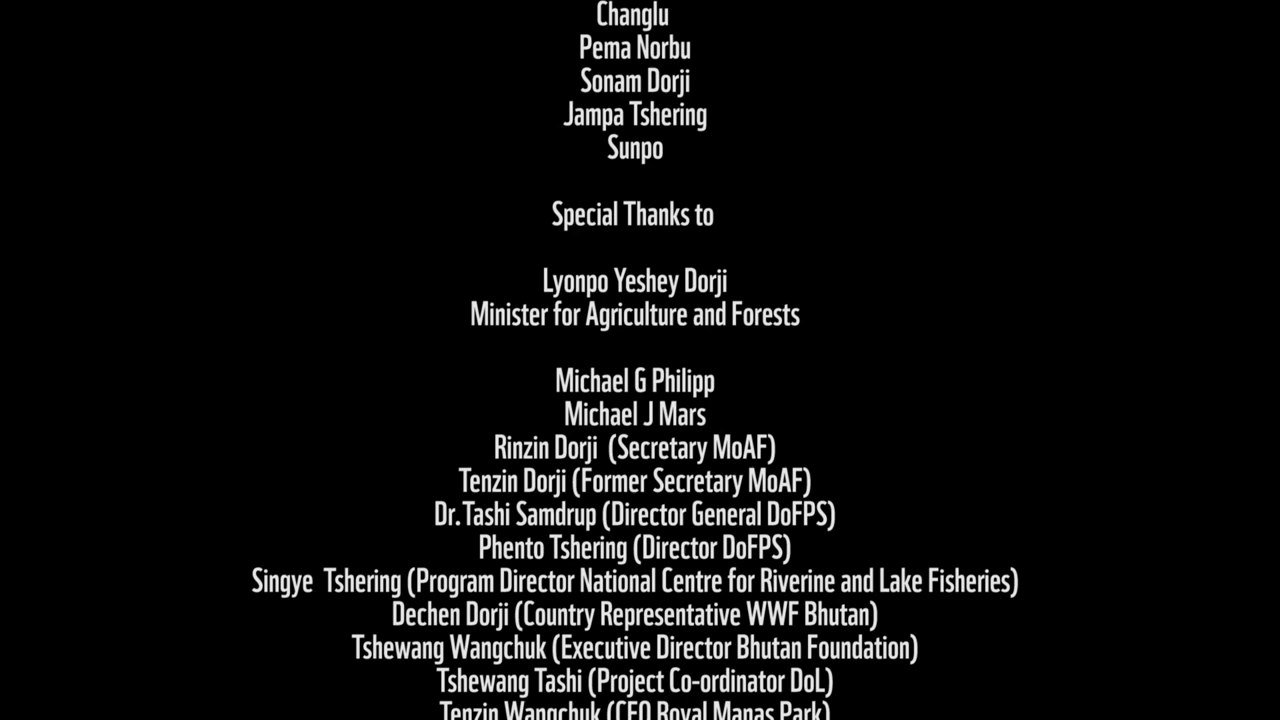 Changlu
Pema Norbu
Sonam Dorji
Jampa Tshering
Sunpo
Special Thanks to
Lyonpo Yeshey Dorji
Minister for Agriculture and Forests
Michael G Philipp
Michael J Mars
Rinzin Dorji (Secretary MoAF)
Tenzin Dorji (Former Secretary MoAF)
Dr.Tashi Samdrup (Director General DoFPS)
Phento Tshering (Director DoFPS)
Singye Tshering (Program Director National Centre for Riverine and Lake Fisheries)
Dechen Dorji (Country Representative WWF Bhutan)
Tshewang Wangchuk (Executive Director Bhutan Foundation)
Tshewang Tashi (Project Co-ordinator DoL)
Tenzin Wangchuk (CFO Royal Manas Park)